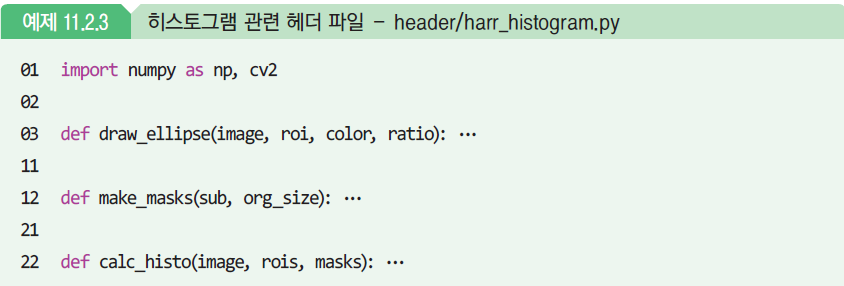 예제 11.2.3 히스토그램 관련 헤더 파일 - header/harr_histogram.py
01 import numpy as np, cv2
02
03 def draw_ellipse(image, roi, color, ratio): ⋯
11
12 def make_masks(sub, org_size): ⋯
21
22 def calc_histo(image, rois, masks): ⋯